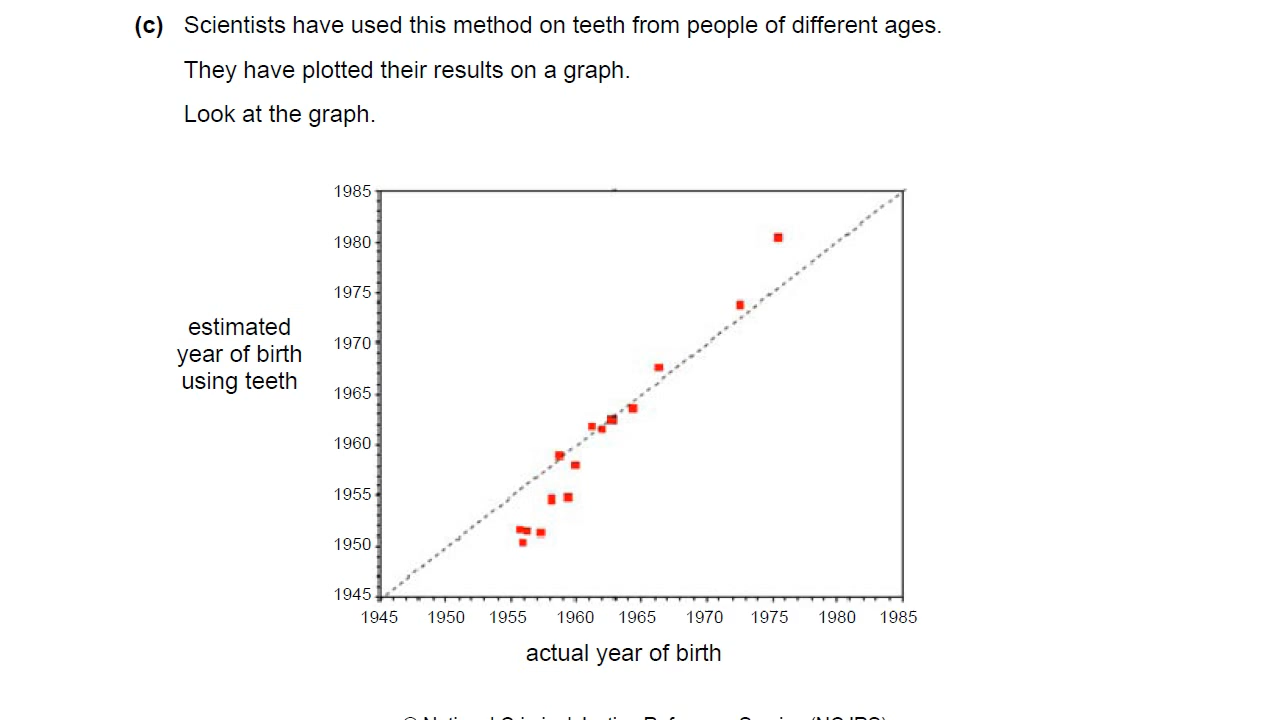 (c) Scientists have used this method on teeth from people of different ages.
They have plotted their results on a graph.
Look at the graph.
1985
1980
1975
1970
1965
1960
1955
1950
1945
estimated
year of birth
using teeth
1945 1950 1955 1960 1965 1970 1975 1980 1985
actual year of birth